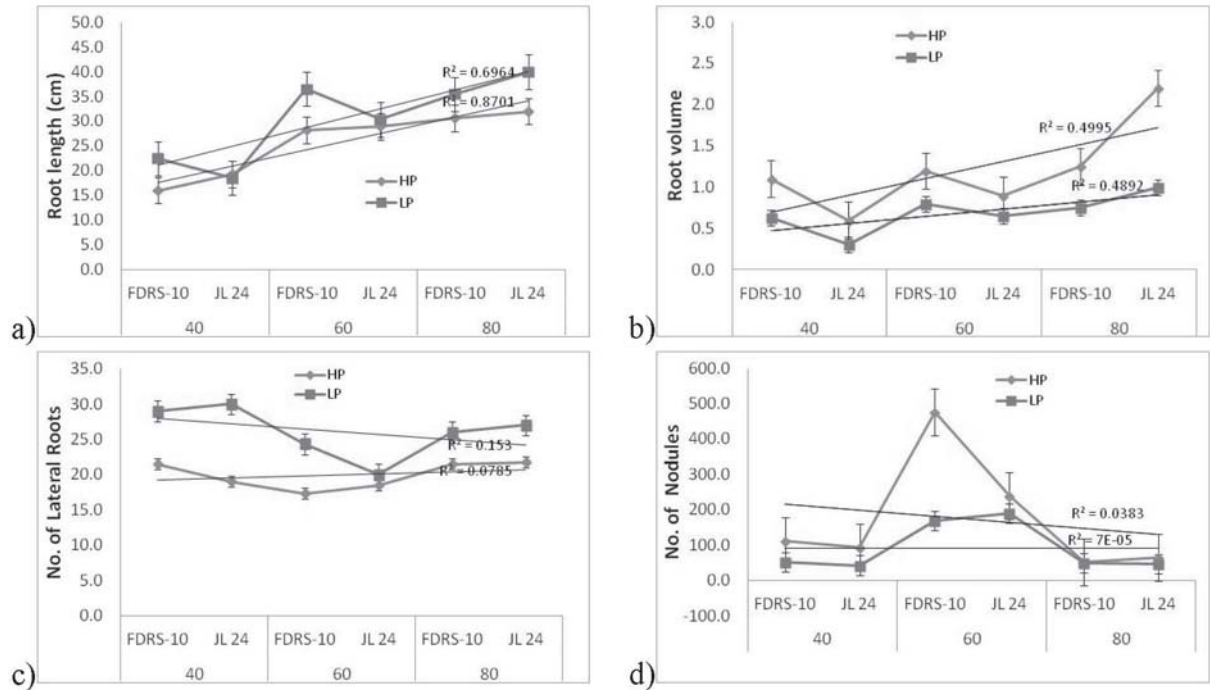 50.0
45.0
40.0
35.0
30.0
25.0
20.0
15.0
10.0
5.0
0.0
Root length (cm)
R² = 0.6964
R² = 0.8701
HP
LP
FDRS-10 JL 24 FDRS-10 JL 24 FDRS-10 JL 24
40 60 80
a)
3.0
2.5
2.0
1.5
1.0
0.5
0.0
Root volume
HP
LP
R² = 0.4995
R² = 0.4892
FDRS-10 JL 24 FDRS-10 JL 24 FDRS-10 JL 24
40 60 80
b)
35.0
30.0
25.0
20.0
15.0
10.0
5.0
0.0
No. of Lateral Roots
HP
LP
R² = 0.153
R² = 0.0785
FDRS-10 JL 24 FDRS-10 JL 24 FDRS-10 JL 24
40 60 80
c)
600.0
500.0
400.0
300.0
200.0
100.0
0.0
-100.0
No. of Nodules
HP
LP
R² = 0.0383
R² = 7E-05
FDRS-10 JL 24 FDRS-10 JL 24 FDRS-10 JL 24
40 60 80
d)